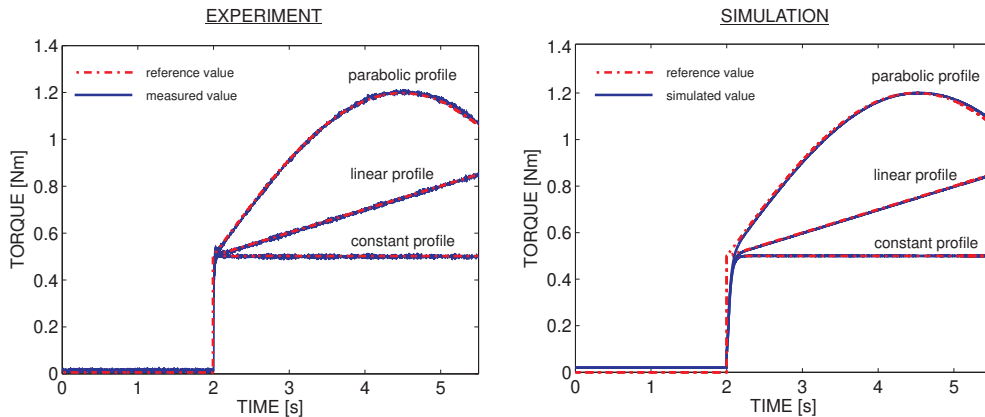 EXPERIMENT
1.4
1.2
1
0.8
0.6
0.4
0.2
0
TORQUE [Nm]
reference value
measured value
parabolic profile
linear profile
constant profile
0 1 2 3 4 5
TIME [s]
SIMULATION
1.4
1.2
1
0.8
0.6
0.4
0.2
0
TORQUE [Nm]
reference value
simulated value
parabolic profile
linear profile
constant profile
0 1 2 3 4 5
TIME [s]